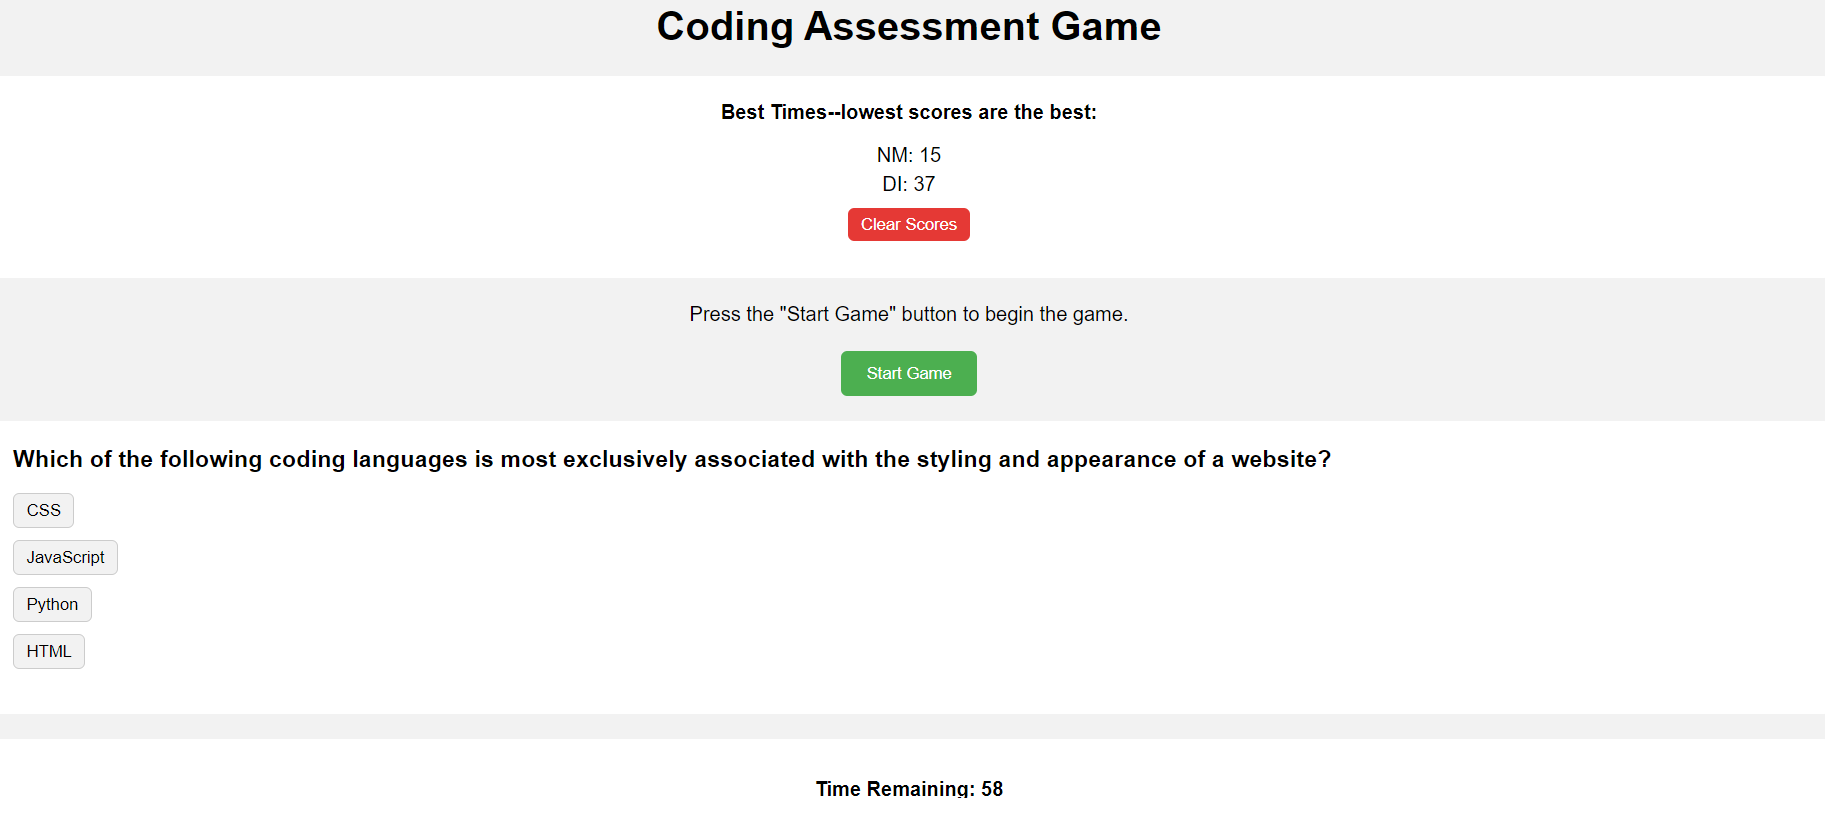 Coding Assessment Game
Best Times--lowest scores are the best:
NM: 15
DI: 37
Clear Scores
Press the "Start Game" button to begin the game.
Start Game
Which of the following coding languages is most exclusively associated with the styling and appearance of a website?
CSS
JavaScript
Python
HTML
Time Remaining: 58